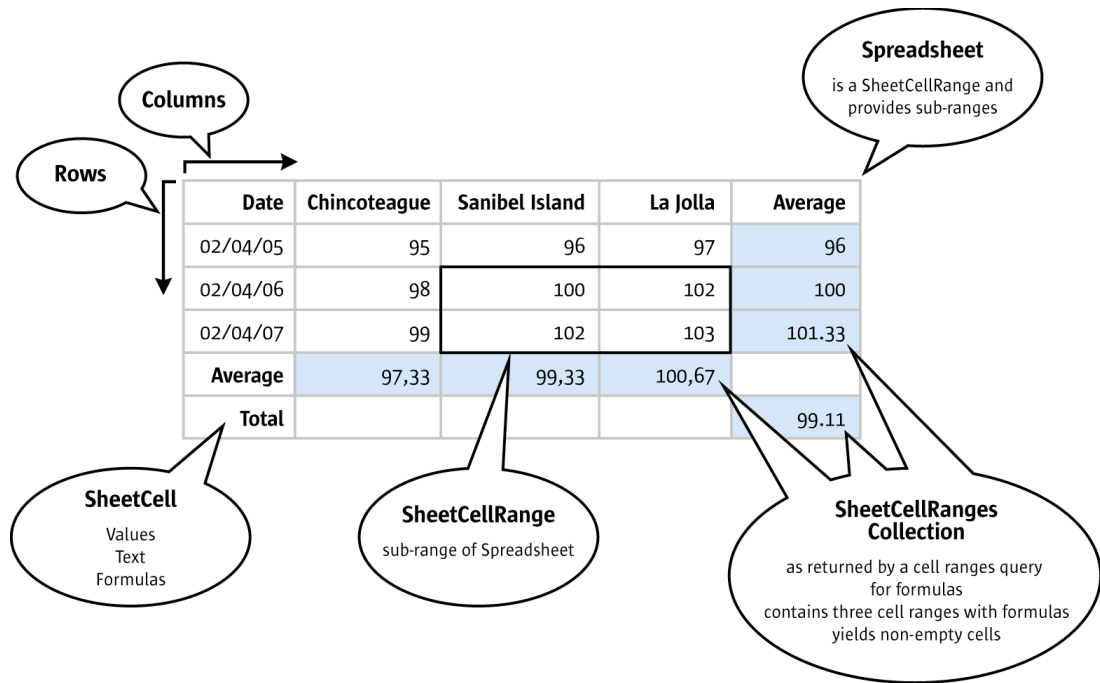 Spreadsheet
is a SheetCellRange and
provides sub-ranges
Columns
Rows
Date Chincoteague Sanibel Island La Jolla Average
02/04/05 95 96 97 96
02/04/06 98 100 102 100
02/04/07 99 102 103 101.33
Average 97,33 99,33 100,67
Total 99.11
SheetCell
Values
Text
Formulas
SheetCellRange
sub-range of Spreadsheet
SheetCellRanges
Collection
as returned by a cell ranges query
for formulas
contains three cell ranges with formulas
yields non-empty cells